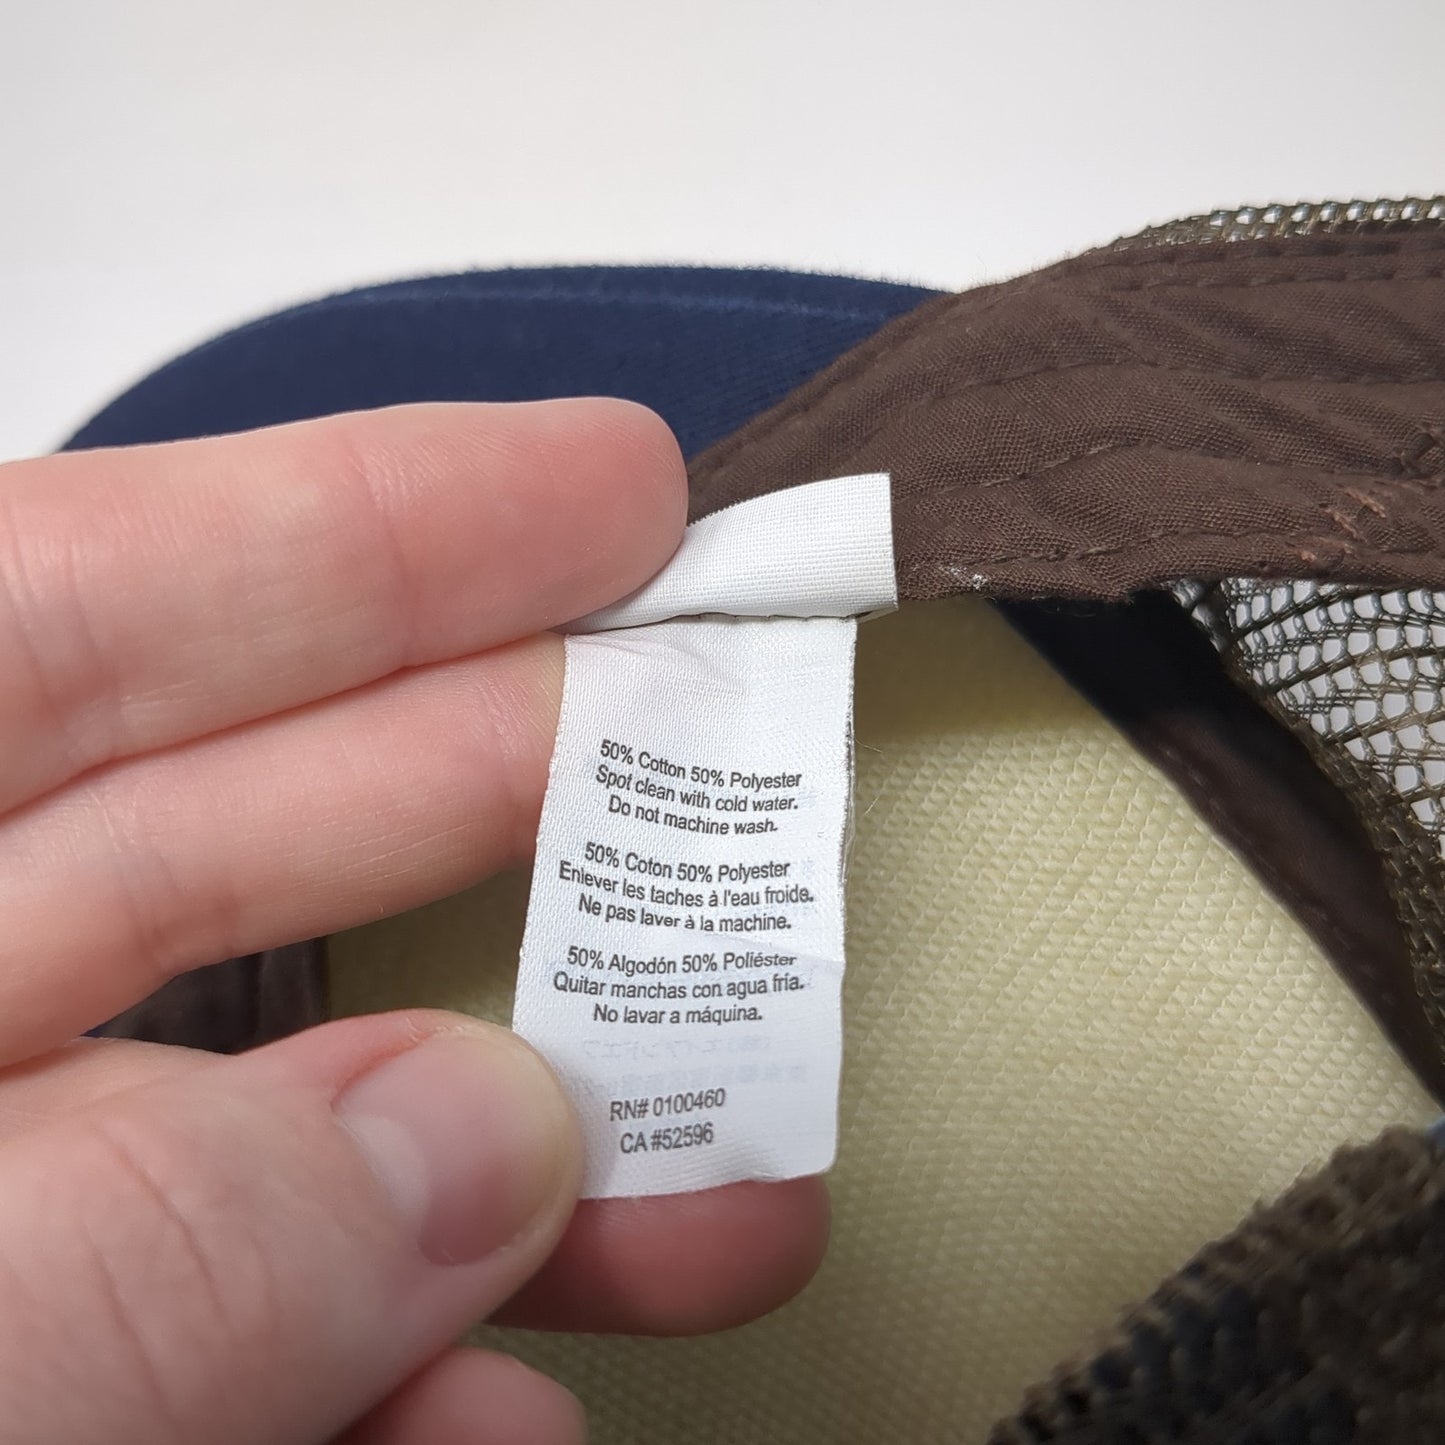 50% Cotton 50% Polyester
Spot clean with cold water.
Do not machine wash.
50% Coton 50% Polyester
Enlever les taches à l'eau froide.
Ne pas laver à la machine.
50% Algodón 50% Poliéster
Quitar manchas con agua fría.
No lavar a máquina.
RN# 0100460
CA #52596